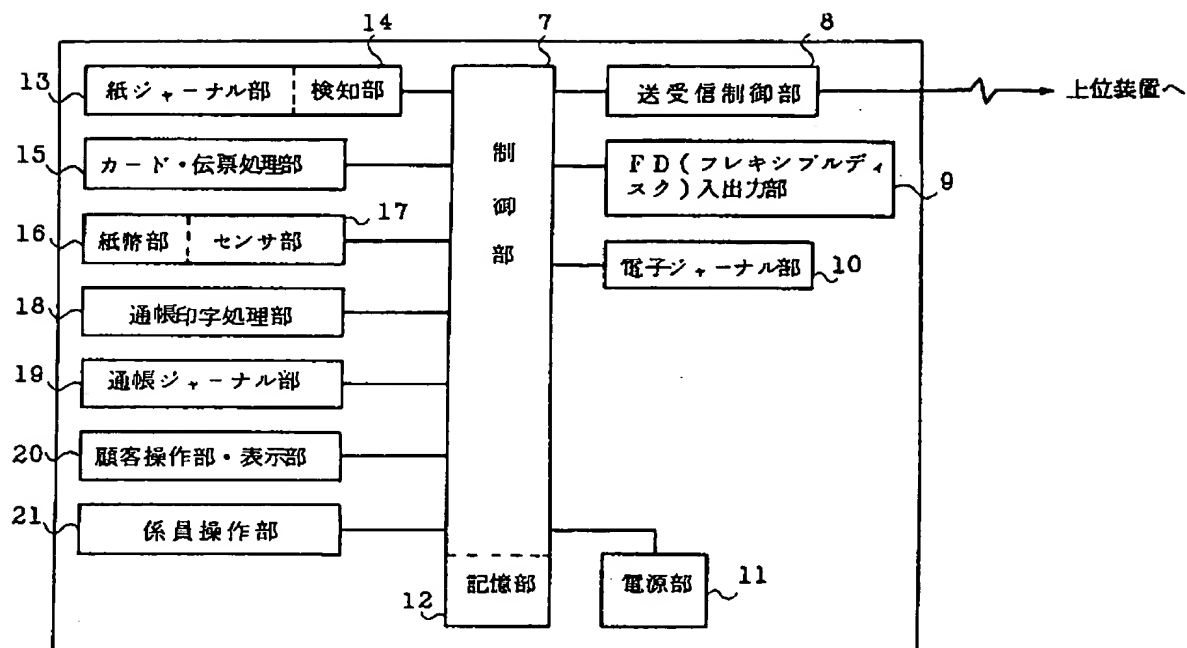 14
7
8
13
紙ジャーナル部
検知部
送受信制御部
上位装置へ
15
カード・伝票処理部
制
御
部
FD(フレキシブルディ
スク)入出力部
9
16
紙幣部
センサ部
17
電子ジャーナル部
10
18
通帳印字処理部
19
通帳ジャーナル部
20
顧客操作部・表示部
21
係員操作部
12
記憶部
電源部
11